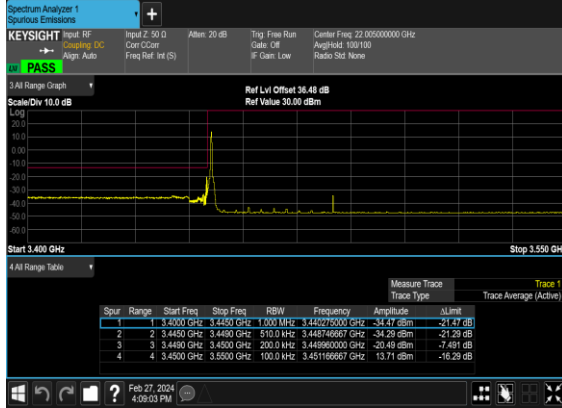 Spectrum Analyzer 1
Spurious Emissions
+
KEYSIGHT
Input: RF
Coupling: DC
Align: Auto
Input Z: 50 Ω
Corr CCorr
Freq Ref: Int (S)
Atten: 20 dB
Trig: Free Run
Gate: Off
IF Gain: Low
Center Freq: 22.005000000 GHz
Avg|Hold: 100/100
Radio Std: None
PASS
3 All Range Graph
Ref Lvl Offset 36.48 dB
Scale/Div 10.0 dB
Ref Value 30.00 dBm
Log
20.0
10.0
0.00
-10.0
-20.0
-30.0
-40.0
-50.0
-60.0
Start 3.400 GHz
Stop 3.550 GH
4 All Range Table
Measure Trace Trace 1
Trace Type Trace Average (Active)
Spur Range Start Freq Stop Freq RBW Frequency Amplitude ΔLimit
1 1 3.4000 GHz 3.4450 GHz 1.000 MHz 3.440275000 GHz -34.47 dBm -21.47 dB
2 2 3.4450 GHz 3.4490 GHz 510.0 kHz 3.448746667 GHz -34.29 dBm -21.29 dB
3 3 3.4490 GHz 3.4500 GHz 200.0 kHz 3.449960000 GHz -20.49 dBm -7.491 dB
4 4 3.4500 GHz 3.5500 GHz 100.0 kHz 3.451166667 GHz 13.71 dBm -16.29 dB
?
Feb 27, 2024
4:09:03 PM